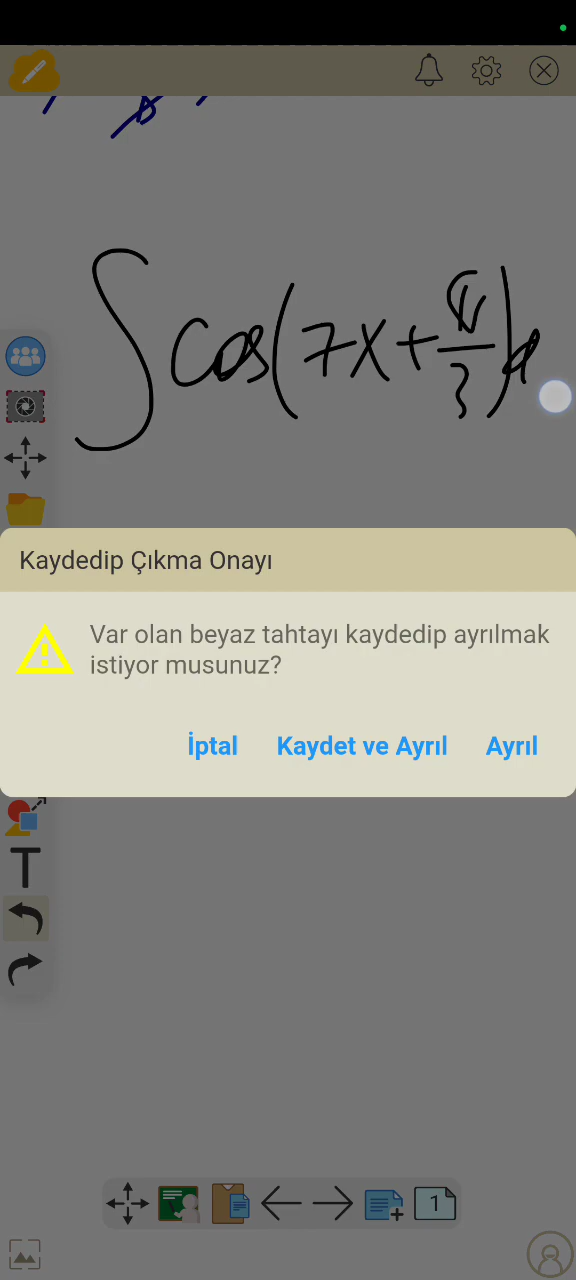 ∫cos(7x+π/3)d
Kaydedip Çıkma Onayı
Var olan beyaz tahtayı kaydedip ayrılmak
istiyor musunuz?
İptal Kaydet ve Ayrıl Ayrıl
T
1